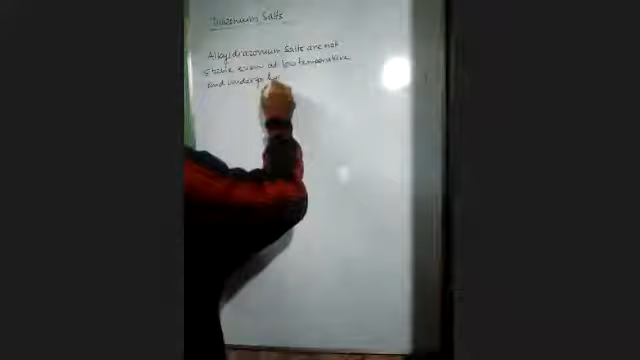 Diazonium Salts
Alkyl diazonium Salts are not
stable even at low temperature
and undergo